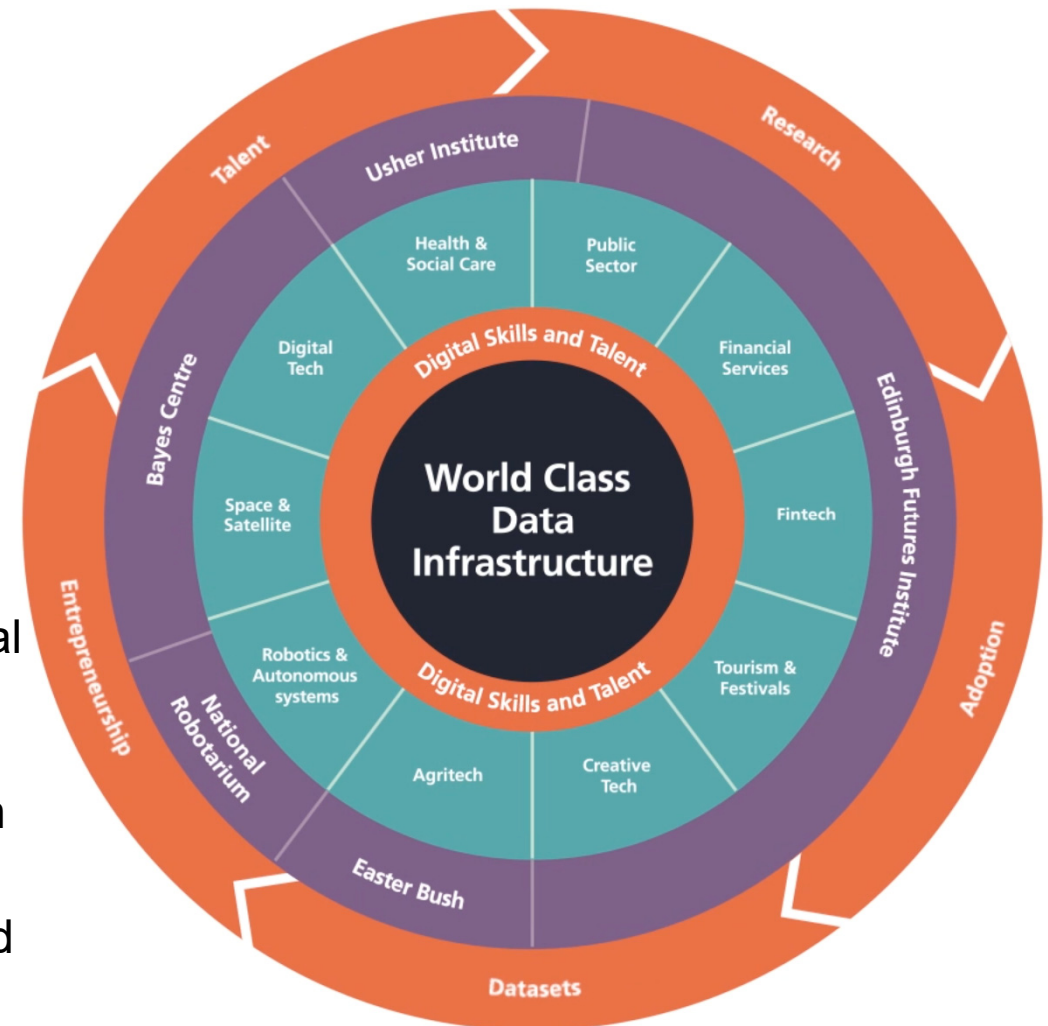 Talent
Research
Adoption
Datasets
Entrepreneurship
Usher Institute
Edinburgh Futures Institute
Easter Bush
National
Robotarium
Bayes Centre
Health &
Social Care
Public
Sector
Financial
Services
Fintech
Tourism &
Festivals
Creative
Tech
Agritech
Robotics &
Autonomous
systems
Space &
Satellite
Digital
Tech
Digital Skills and Talent
World Class
Data
Infrastructure
Digital Skills and Talent
al